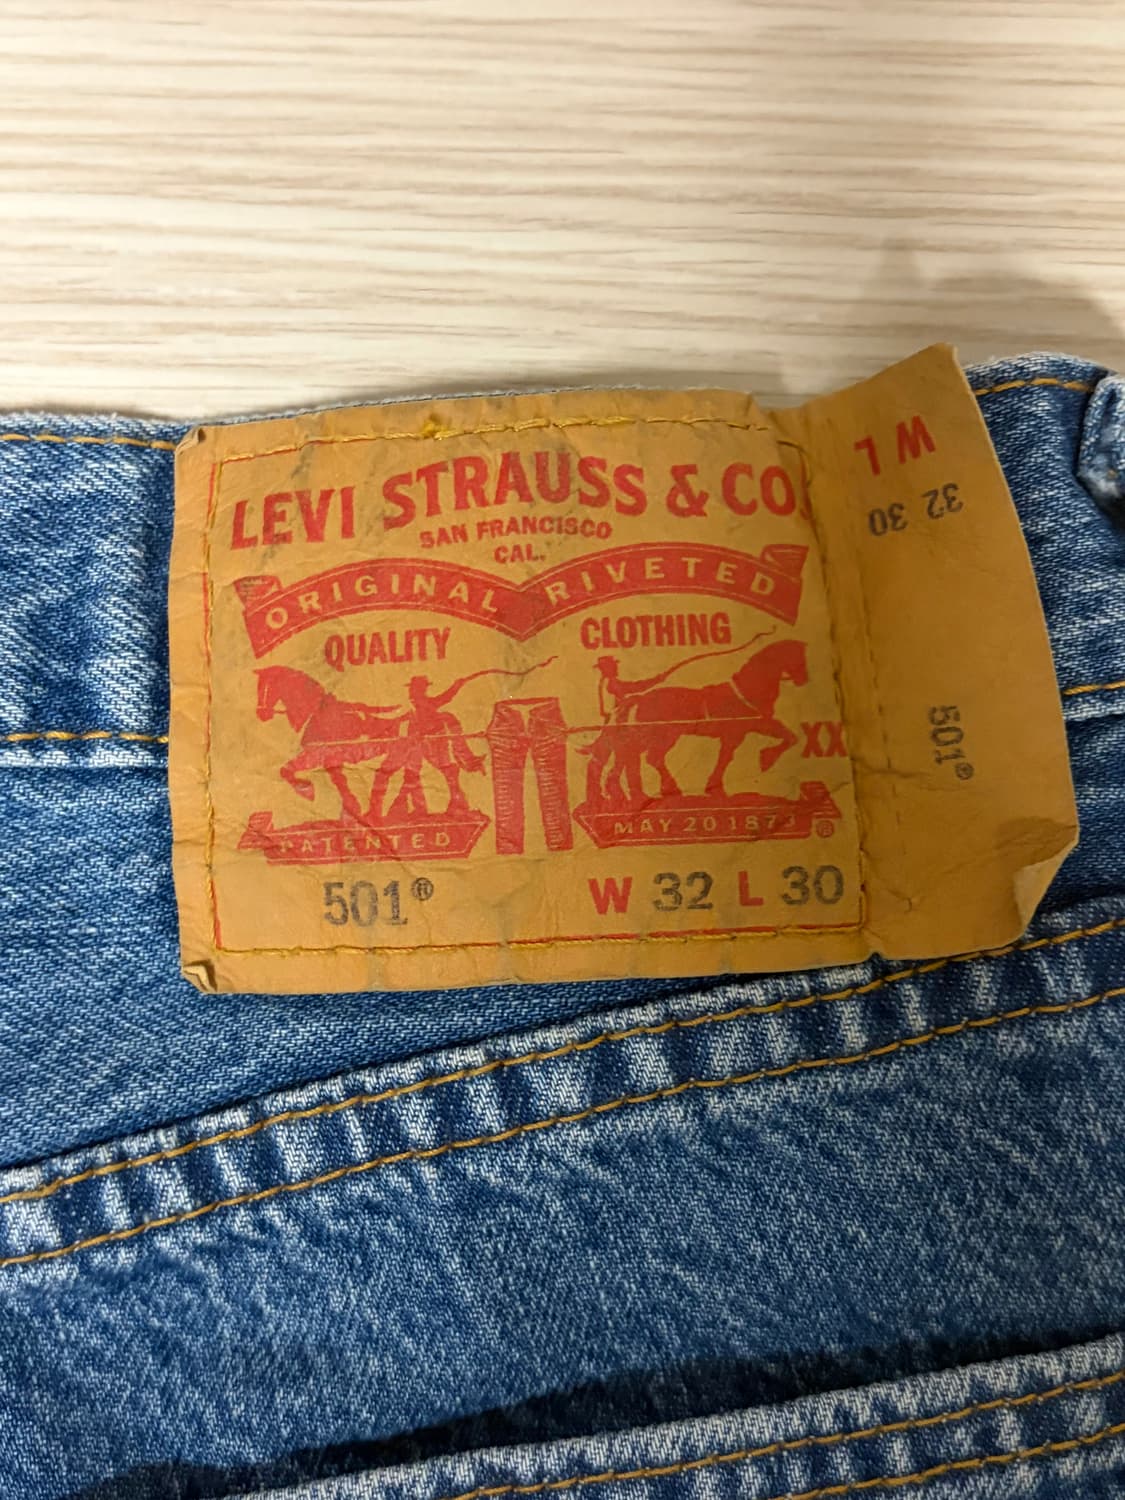 LEVI STRAUSS & CO.
SAN FRANCISCO
CAL.
ORIGINAL RIVETED
QUALITY CLOTHING
XX
PATENTED MAY 20 1873 ®
501® W 32 L 30
W L
32 30
501®